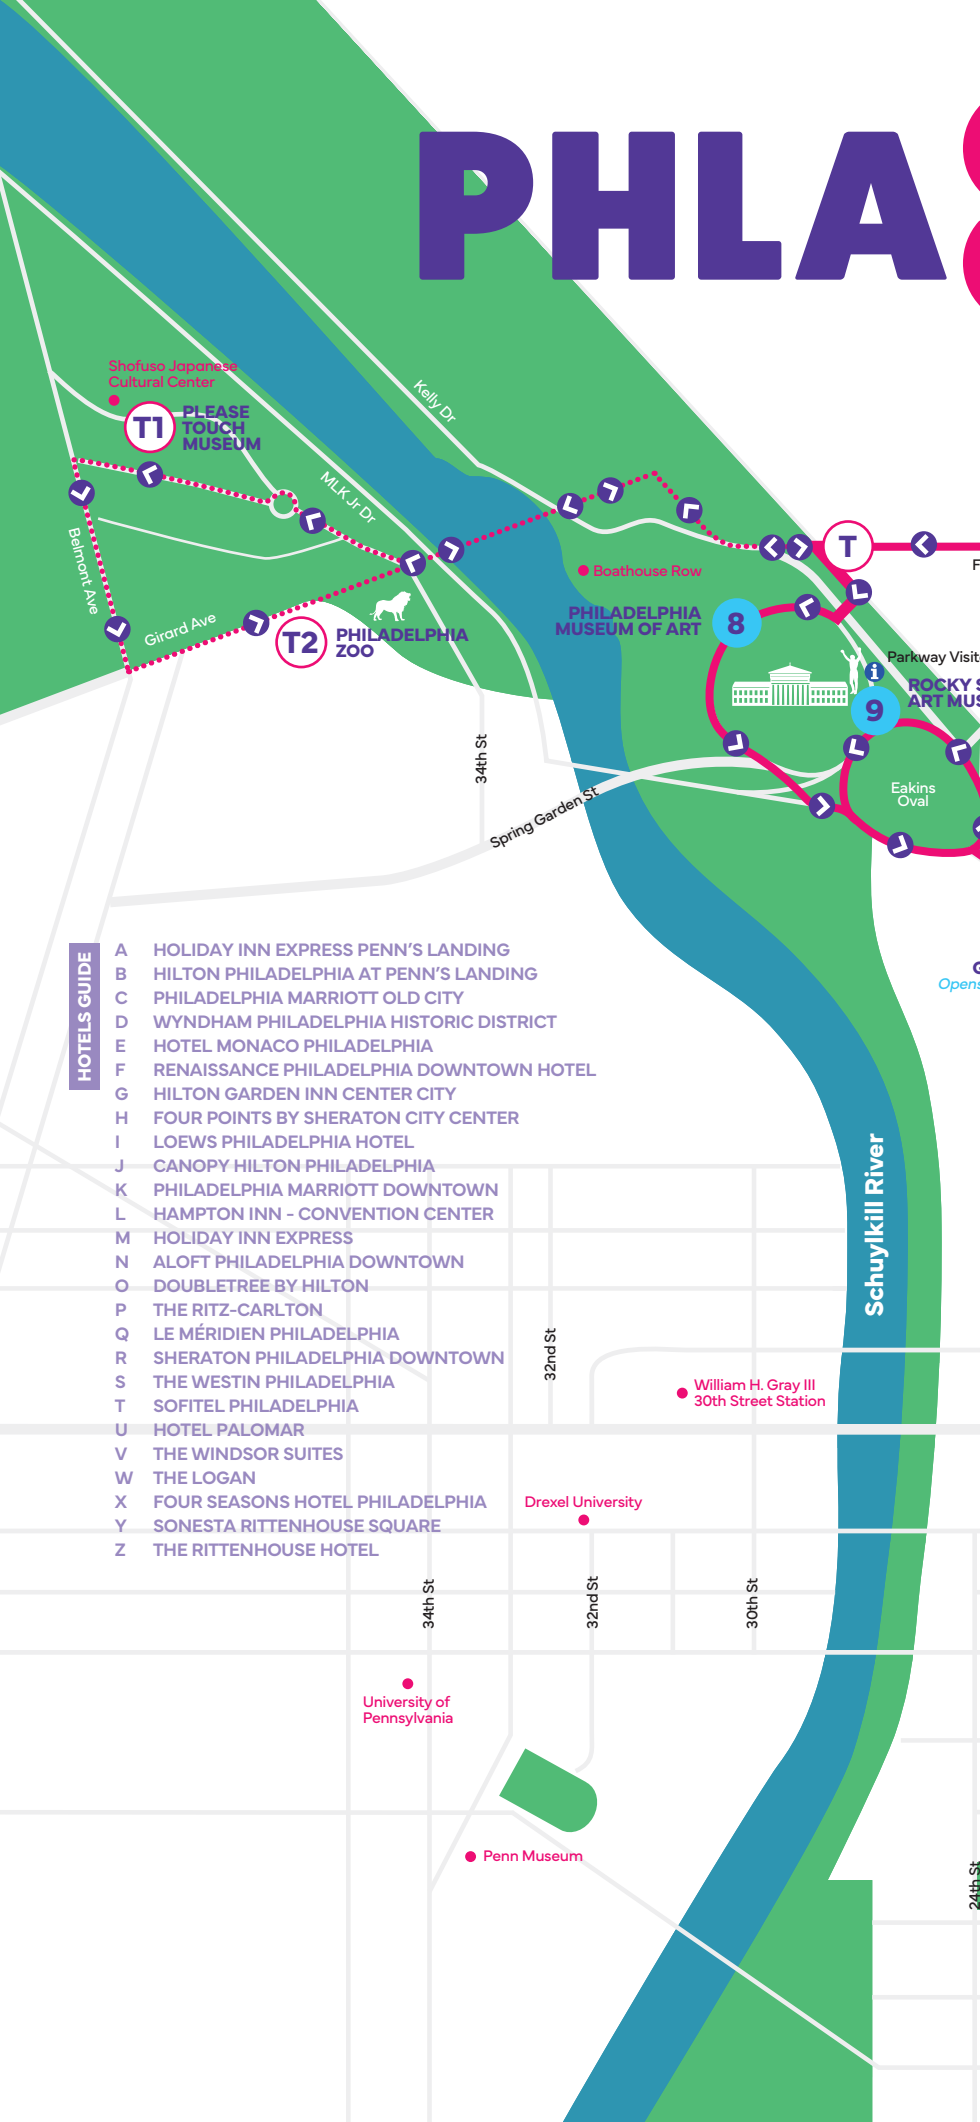 PHLA
Shofuso Japanese
Cultural Center
T1
PLEASE
TOUCH
MUSEUM
Kelly Dr
MLK Jr Dr
Belmont Ave
Girard Ave
T2
PHILADELPHIA
ZOO
Boathouse Row
T
PHILADELPHIA
MUSEUM OF ART
8
i
Parkway Visit
9
ROCKY S
ART MUS
Eakins
Oval
34th St
Spring Garden St
Opens
HOTELS GUIDE
A HOLIDAY INN EXPRESS PENN’S LANDING
B HILTON PHILADELPHIA AT PENN’S LANDING
C PHILADELPHIA MARRIOTT OLD CITY
D WYNDHAM PHILADELPHIA HISTORIC DISTRICT
E HOTEL MONACO PHILADELPHIA
F RENAISSANCE PHILADELPHIA DOWNTOWN HOTEL
G HILTON GARDEN INN CENTER CITY
H FOUR POINTS BY SHERATON CITY CENTER
I LOEWS PHILADELPHIA HOTEL
J CANOPY HILTON PHILADELPHIA
K PHILADELPHIA MARRIOTT DOWNTOWN
L HAMPTON INN - CONVENTION CENTER
M HOLIDAY INN EXPRESS
N ALOFT PHILADELPHIA DOWNTOWN
O DOUBLETREE BY HILTON
P THE RITZ-CARLTON
Q LE MÉRIDIEN PHILADELPHIA
R SHERATON PHILADELPHIA DOWNTOWN
S THE WESTIN PHILADELPHIA
T SOFITEL PHILADELPHIA
U HOTEL PALOMAR
V THE WINDSOR SUITES
W THE LOGAN
X FOUR SEASONS HOTEL PHILADELPHIA
Y SONESTA RITTENHOUSE SQUARE
Z THE RITTENHOUSE HOTEL
Schuylkill River
32nd St
William H. Gray III
30th Street Station
Drexel University
34th St
32nd St
30th St
University of
Pennsylvania
Penn Museum
24th St